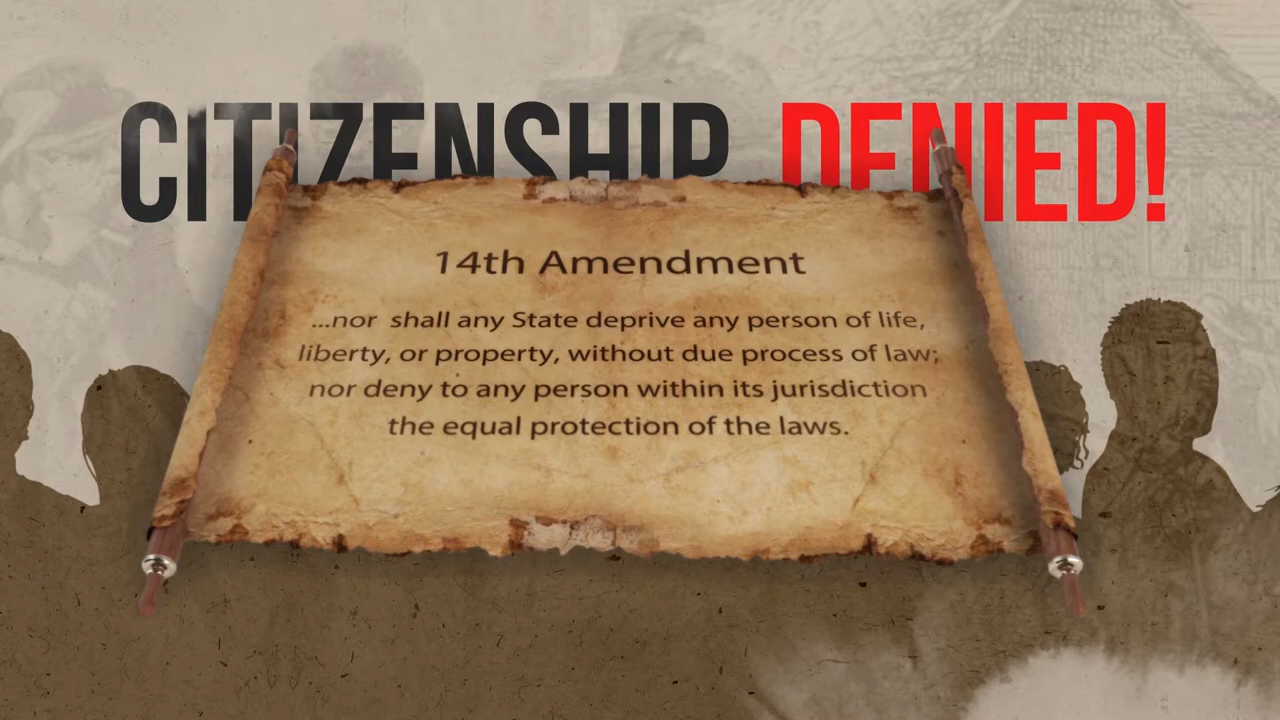 CITIZENSHIP DENIED!
14th Amendment
...nor shall any State deprive any person of life,
liberty, or property, without due process of law;
nor deny to any person within its jurisdiction
the equal protection of the laws.